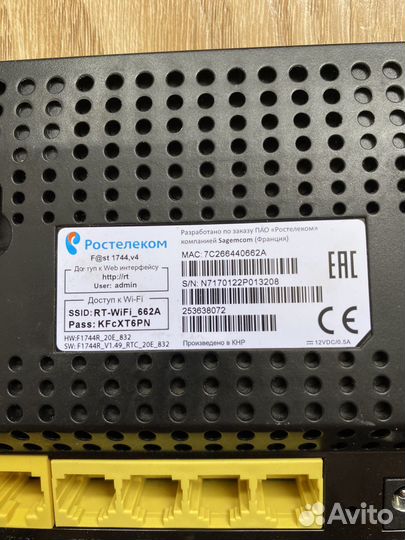 Ростелеком
F@st 1744,v4
Доступ к Web интерфейсу
http://rt
User: admin
Доступ к Wi-Fi
SSID: RT-WiFi_662A
Pass: KFcXT6PN
HW:F1744R_20E_832
SW: F1744R_V1.49_RTC_20E_832
Разработано по заказу ПАО «Ростелеком»
компанией Sagemcom (Франция)
MAC: 7C266440662A
S/N: N7170122P013208
253638072
Произведено в КНР
EAC
CE
12VDC/0.5A
Avito